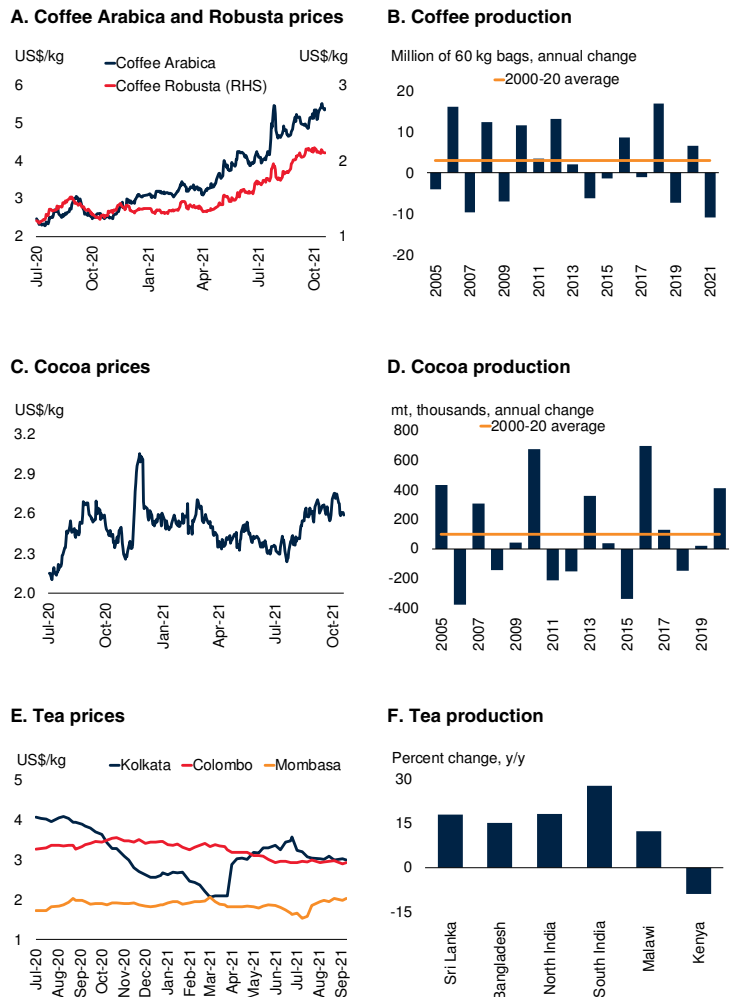 A. Coffee Arabica and Robusta prices
US$/kg
US$/kg
Coffee Arabica
Coffee Robusta (RHS)
6
5
4
3
2
3
2
1
Jul-20
Oct-20
Jan-21
Apr-21
Jul-21
Oct-21
B. Coffee production
Million of 60 kg bags, annual change
2000-20 average
20
10
0
-10
-20
2005
2007
2009
2011
2013
2015
2017
2019
2021
C. Cocoa prices
US$/kg
3.2
2.9
2.6
2.3
2.0
Jul-20
Oct-20
Jan-21
Apr-21
Jul-21
Oct-21
D. Cocoa production
mt, thousands, annual change
2000-20 average
800
600
400
200
0
-200
-400
2005
2007
2009
2011
2013
2015
2017
2019
E. Tea prices
US$/kg
Kolkata
Colombo
Mombasa
5
4
3
2
1
Jul-20
Aug-20
Sep-20
Oct-20
Nov-20
Dec-20
Jan-21
Feb-21
Mar-21
Apr-21
May-21
Jun-21
Jul-21
Aug-21
Sep-21
F. Tea production
Percent change, y/y
30
15
0
-15
Sri Lanka
Bangladesh
North India
South India
Malawi
Kenya